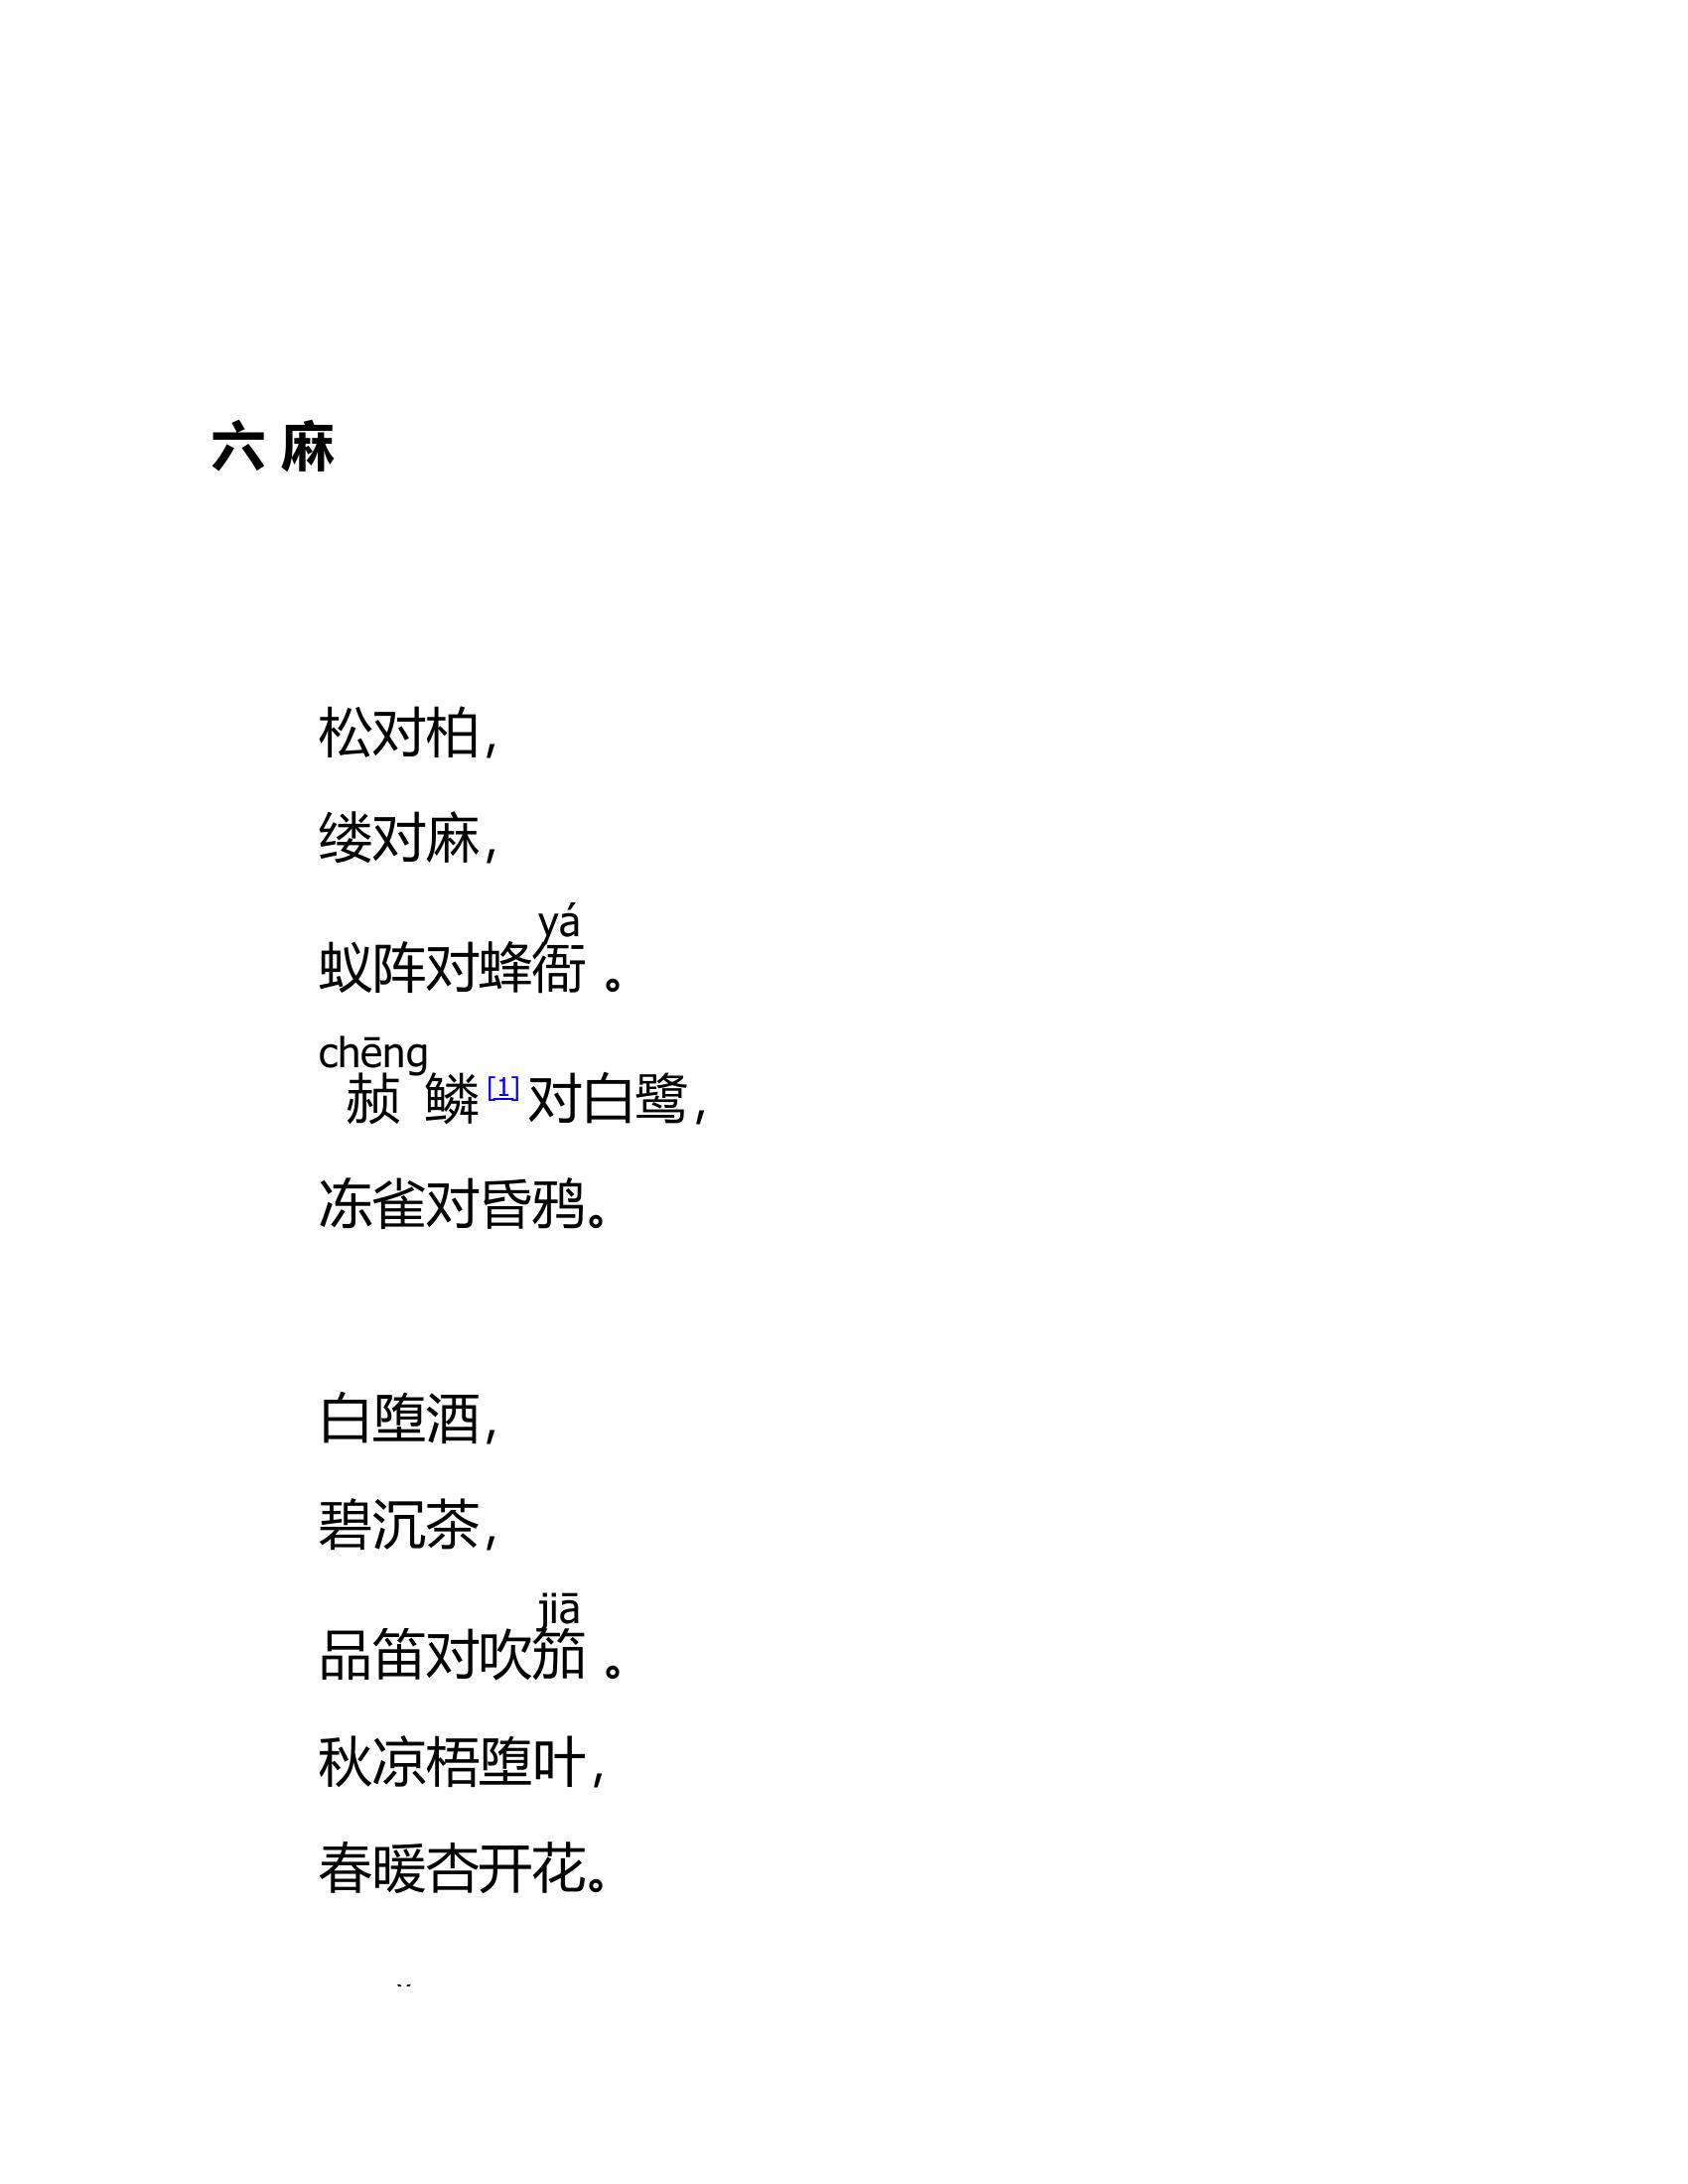 六 麻
松对柏，
缕对麻，
yá
蚁阵对蜂衙 。
chēng
赪 鳞[1]对白鹭，
冻雀对昏鸦。
白堕酒，
碧沉茶，
jiā
品笛对吹笳 。
秋凉梧堕叶，
春暖杏开花。